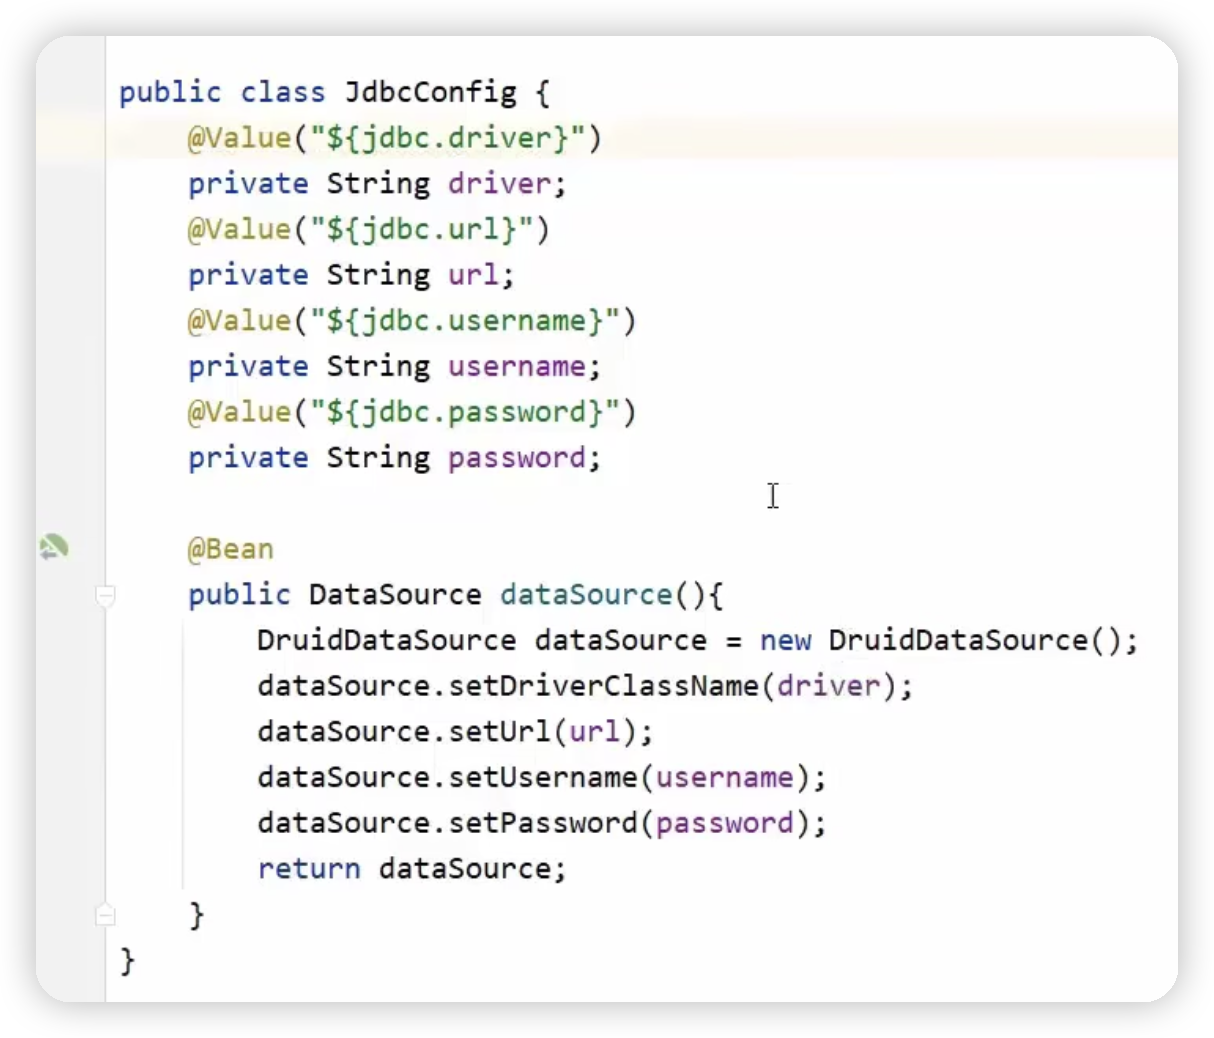 public class JdbcConfig {
    @Value("${jdbc.driver}")
    private String driver;
    @Value("${jdbc.url}")
    private String url;
    @Value("${jdbc.username}")
    private String username;
    @Value("${jdbc.password}")
    private String password;

    @Bean
    public DataSource dataSource(){
        DruidDataSource dataSource = new DruidDataSource();
        dataSource.setDriverClassName(driver);
        dataSource.setUrl(url);
        dataSource.setUsername(username);
        dataSource.setPassword(password);
        return dataSource;
    }
}